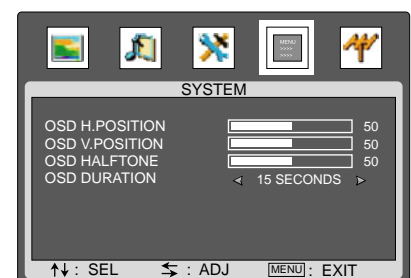 MENU
>>>>
>>>>
SYSTEM
OSD H.POSITION 50
OSD V.POSITION 50
OSD HALFTONE 50
OSD DURATION 15 SECONDS
: SEL : ADJ MENU : EXIT